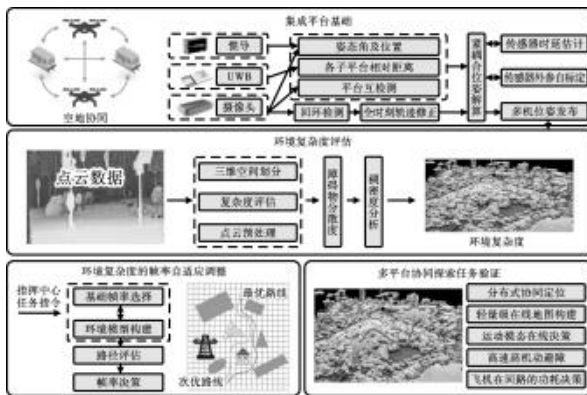 集成平台基础
空地协同
惯导
UWB
摄像头
姿态角及位置
各子平台相对距离
平台互检测
回环检测
全时刻轨迹修正
紧耦合位姿解算
传感器时延估计
传感器外参自标定
多机位姿发布
环境复杂度评估
点云数据
三维空间划分
复杂度评估
点云预处理
障碍物分散度
稠密度分析
环境复杂度
环境复杂度的帧率自适应调整
指挥中心
任务指令
基础帧率选择
环境模型构建
路径评估
帧率决策
最优路线
次优路线
多平台协同探索任务验证
分布式协同定位
轻量级在线地图构建
运动模态在线决策
高速高机动避障
飞机在回路的功耗决策